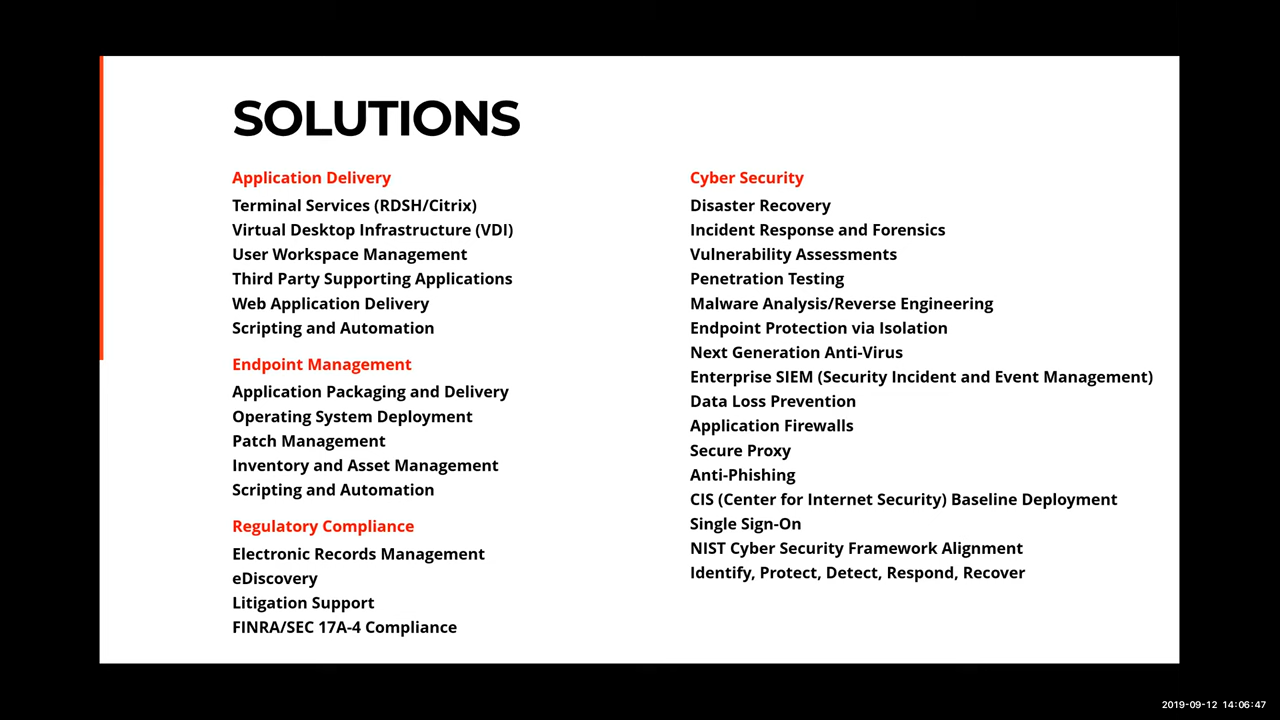 SOLUTIONS
Application Delivery
Terminal Services (RDSH/Citrix)
Virtual Desktop Infrastructure (VDI)
User Workspace Management
Third Party Supporting Applications
Web Application Delivery
Scripting and Automation
Endpoint Management
Application Packaging and Delivery
Operating System Deployment
Patch Management
Inventory and Asset Management
Scripting and Automation
Regulatory Compliance
Electronic Records Management
eDiscovery
Litigation Support
FINRA/SEC 17A-4 Compliance
Cyber Security
Disaster Recovery
Incident Response and Forensics
Vulnerability Assessments
Penetration Testing
Malware Analysis/Reverse Engineering
Endpoint Protection via Isolation
Next Generation Anti-Virus
Enterprise SIEM (Security Incident and Event Management)
Data Loss Prevention
Application Firewalls
Secure Proxy
Anti-Phishing
CIS (Center for Internet Security) Baseline Deployment
Single Sign-On
NIST Cyber Security Framework Alignment
Identify, Protect, Detect, Respond, Recover
2019-09-12 14:06:47